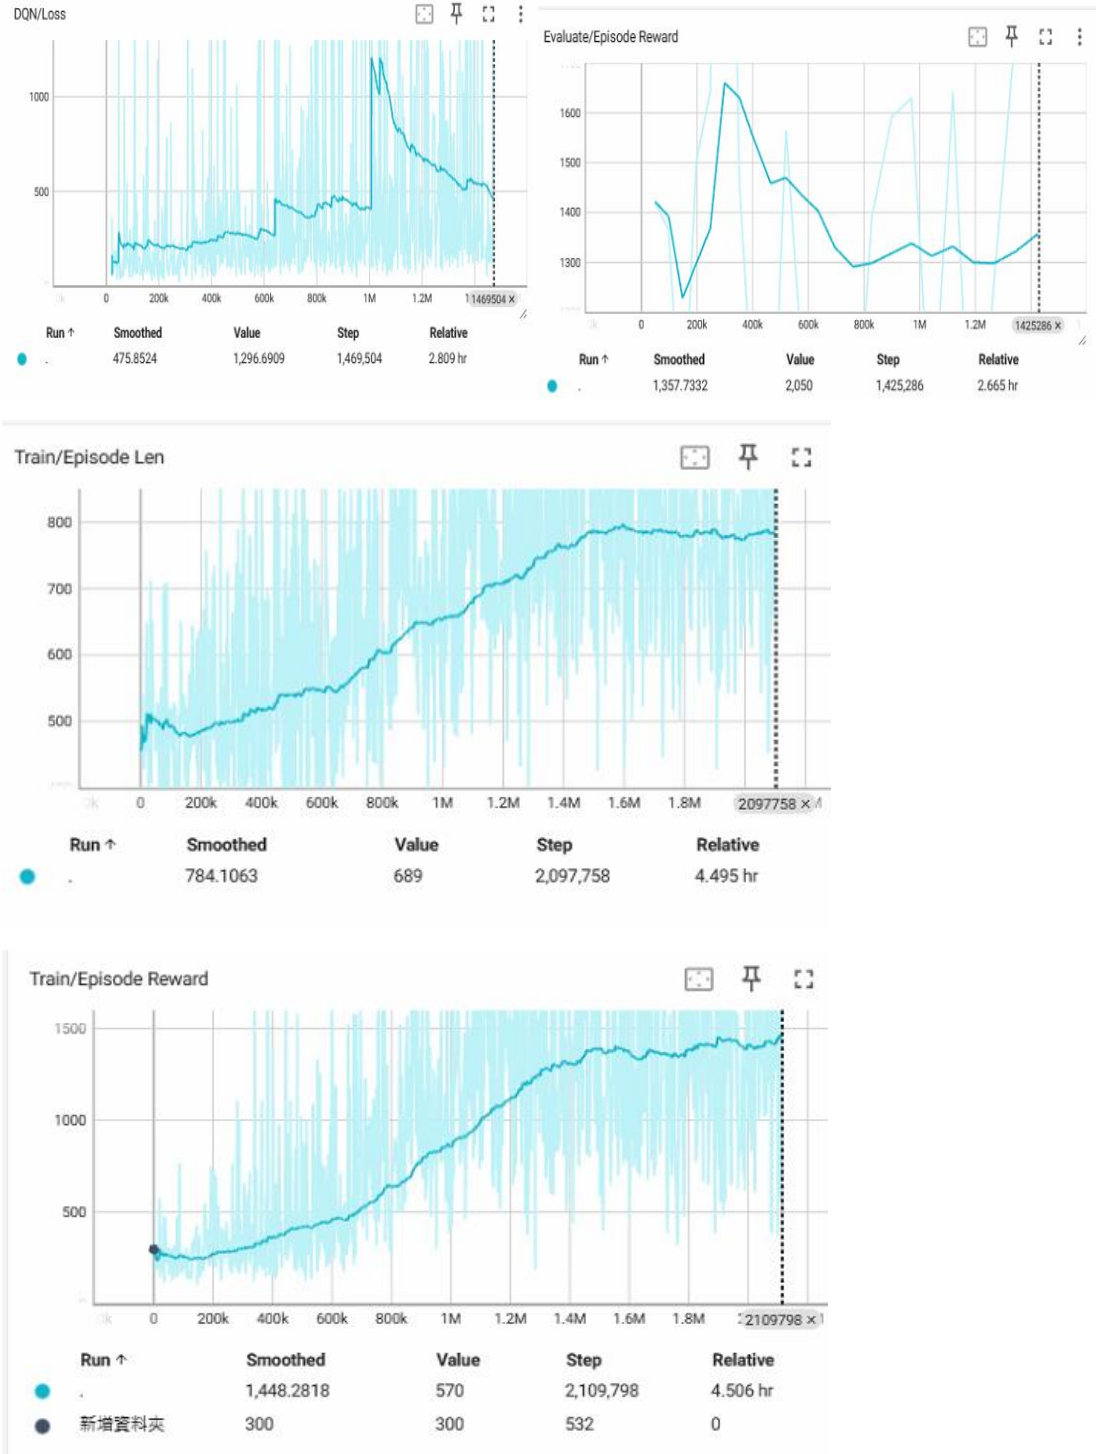 DQN/Loss
1000
500
0 200k 400k 600k 800k 1M 1.2M 1469504 ×
Run ↑ Smoothed Value Step Relative
. 475.8524 1,296.6909 1,469,504 2.809 hr
Evaluate/Episode Reward
1600
1500
1400
1300
0 200k 400k 600k 800k 1M 1.2M 1425286 ×
Run ↑ Smoothed Value Step Relative
. 1,357.7332 2,050 1,425,286 2.665 hr
Train/Episode Len
800
700
600
500
0 200k 400k 600k 800k 1M 1.2M 1.4M 1.6M 1.8M 2097758 ×
Run ↑ Smoothed Value Step Relative
. 784.1063 689 2,097,758 4.495 hr
Train/Episode Reward
1500
1000
500
0 200k 400k 600k 800k 1M 1.2M 1.4M 1.6M 1.8M 2109798 ×
Run ↑ Smoothed Value Step Relative
. 1,448.2818 570 2,109,798 4.506 hr
新增資料夾 300 300 532 0